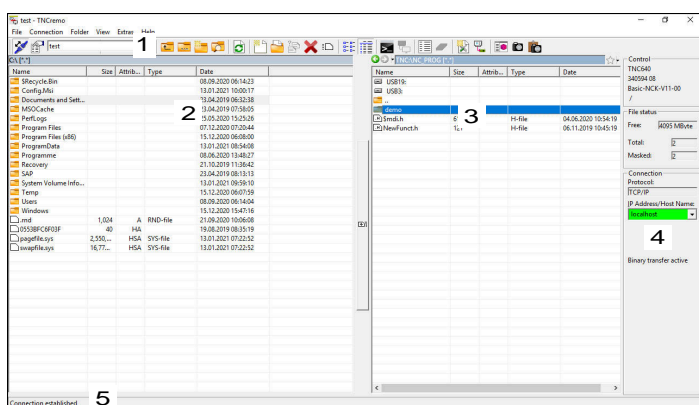 test - TNCremo
File Connection Folder View Extras Help
test
1
C:\ [*.*]
Name Size Attrib... Type Date
$Recycle.Bin 08.09.2020 06:14:23
Config.Msi 13.01.2021 10:00:17
Documents and Sett... 23.04.2019 06:32:38
MSOCache 23.04.2019 07:58:05
PerfLogs 15.05.2020 15:25:26
Program Files 07.12.2020 07:20:44
Program Files (x86) 15.12.2020 06:08:00
ProgramData 13.01.2021 08:54:08
Programme 08.06.2020 13:48:27
Recovery 21.10.2019 11:36:42
SAP 23.04.2019 08:13:13
System Volume Info... 13.01.2021 09:59:10
Temp 15.12.2020 06:07:59
Users 08.09.2020 06:14:04
Windows 15.12.2020 15:47:16
.rnd 1,024 A RND-file 21.09.2020 10:06:08
0553BFC6F03F 40 HA 19.08.2019 08:35:19
pagefile.sys 2,550,... HSA SYS-file 13.01.2021 07:22:52
swapfile.sys 16,77... HSA SYS-file 13.01.2021 07:22:52
2
TNC:\NC_PROG [*.*]
Name Size Attrib... Type Date
USB19:
USB3:
..
demo
$mdi.h H-file 04.06.2020 10:54:19
NewFunct.h H-file 06.11.2019 10:45:19
3
Control
TNC640
340594 08
Basic-NCK-V11-00
/
File status
Free: 4095 MByte
Total: 2
Masked: 2
Connection
Protocol:
TCP/IP
IP Address/Host Name:
localhost
4
Binary transfer active
Connection established
5